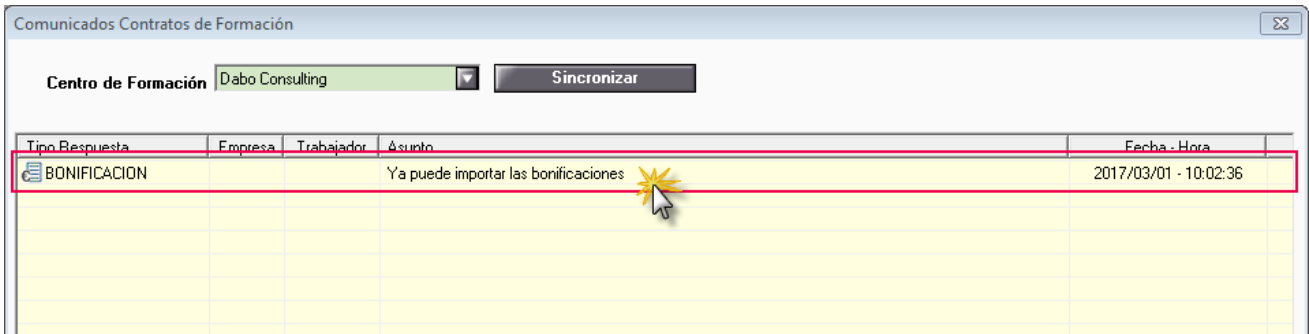 Comunicados Contratos de Formación
Centro de Formación Dabo Consulting Sincronizar
Tipo Respuesta Empresa Trabajador Asunto Fecha - Hora
BONIFICACION Ya puede importar las bonificaciones 2017/03/01 - 10:02:36